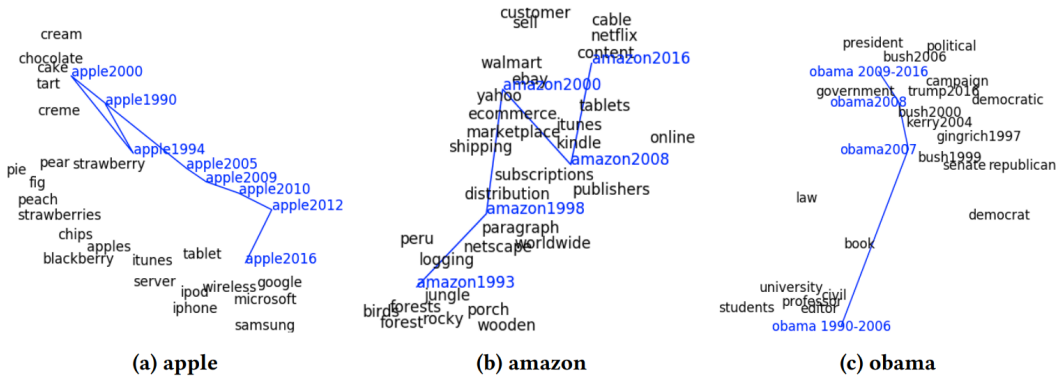 cream
chocolate
cake
apple2000
tart
apple1990
creme
apple1994
pear
strawberry
apple2005
pie
apple2009
fig
apple2010
peach
apple2012
strawberries
chips
apples
tablet
blackberry
itunes
apple2016
server
google
wireless
ipod
microsoft
iphone
samsung
(a) apple
customer
sell
cable
netflix
content
amazon2016
walmart
ebay
amazon2000
yahoo
tablets
ecommerce
itunes
marketplace
online
kindle
shipping
amazon2008
subscriptions
publishers
distribution
amazon1998
paragraph
peru
worldwide
netscape
logging
amazon1993
jungle
forests
birds
porch
rocky
forest
wooden
(b) amazon
president
political
bush2006
obama 2009-2016
campaign
government
trump2016
democratic
obama2008
bush2000
kerry2004
gingrich1997
obama2007
bush1999
senate
republican
law
democrat
book
university
civil
professor
students
editor
obama 1990-2006
(c) obama